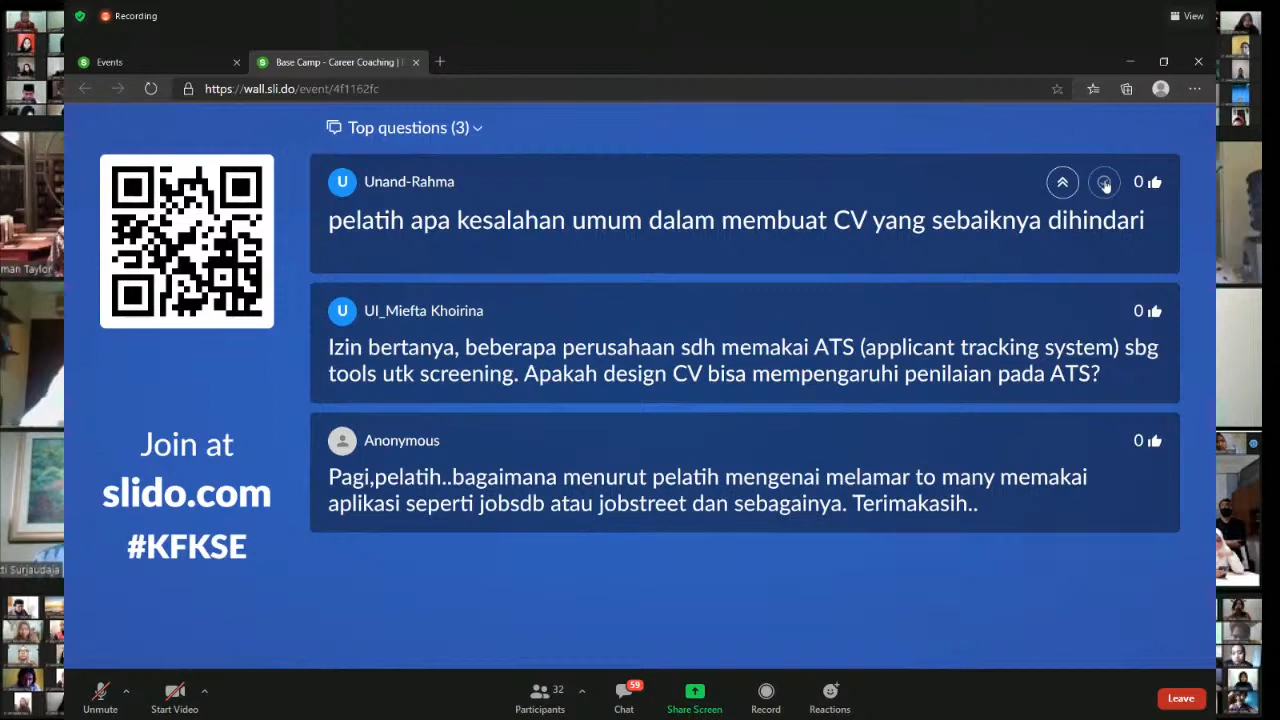 Recording
View
Events
Base Camp - Career Coaching |
https://wall.sli.do/event/4f1162fc
Top questions (3)
U Unand-Rahma
0
pelatih apa kesalahan umum dalam membuat CV yang sebaiknya dihindari
U UI_Miefta Khoirina
0
Izin bertanya, beberapa perusahaan sdh memakai ATS (applicant tracking system) sbg
tools utk screening. Apakah design CV bisa mempengaruhi penilaian pada ATS?
Anonymous
0
Pagi,pelatih..bagaimana menurut pelatih mengenai melamar to many memakai
aplikasi seperti jobsdb atau jobstreet dan sebagainya. Terimakasih..
Join at
slido.com
#KFKSE
man Taylor
ti Surjaudaja
Unmute
Start Video
Participants
32
Chat
59
Share Screen
Record
Reactions
Leave